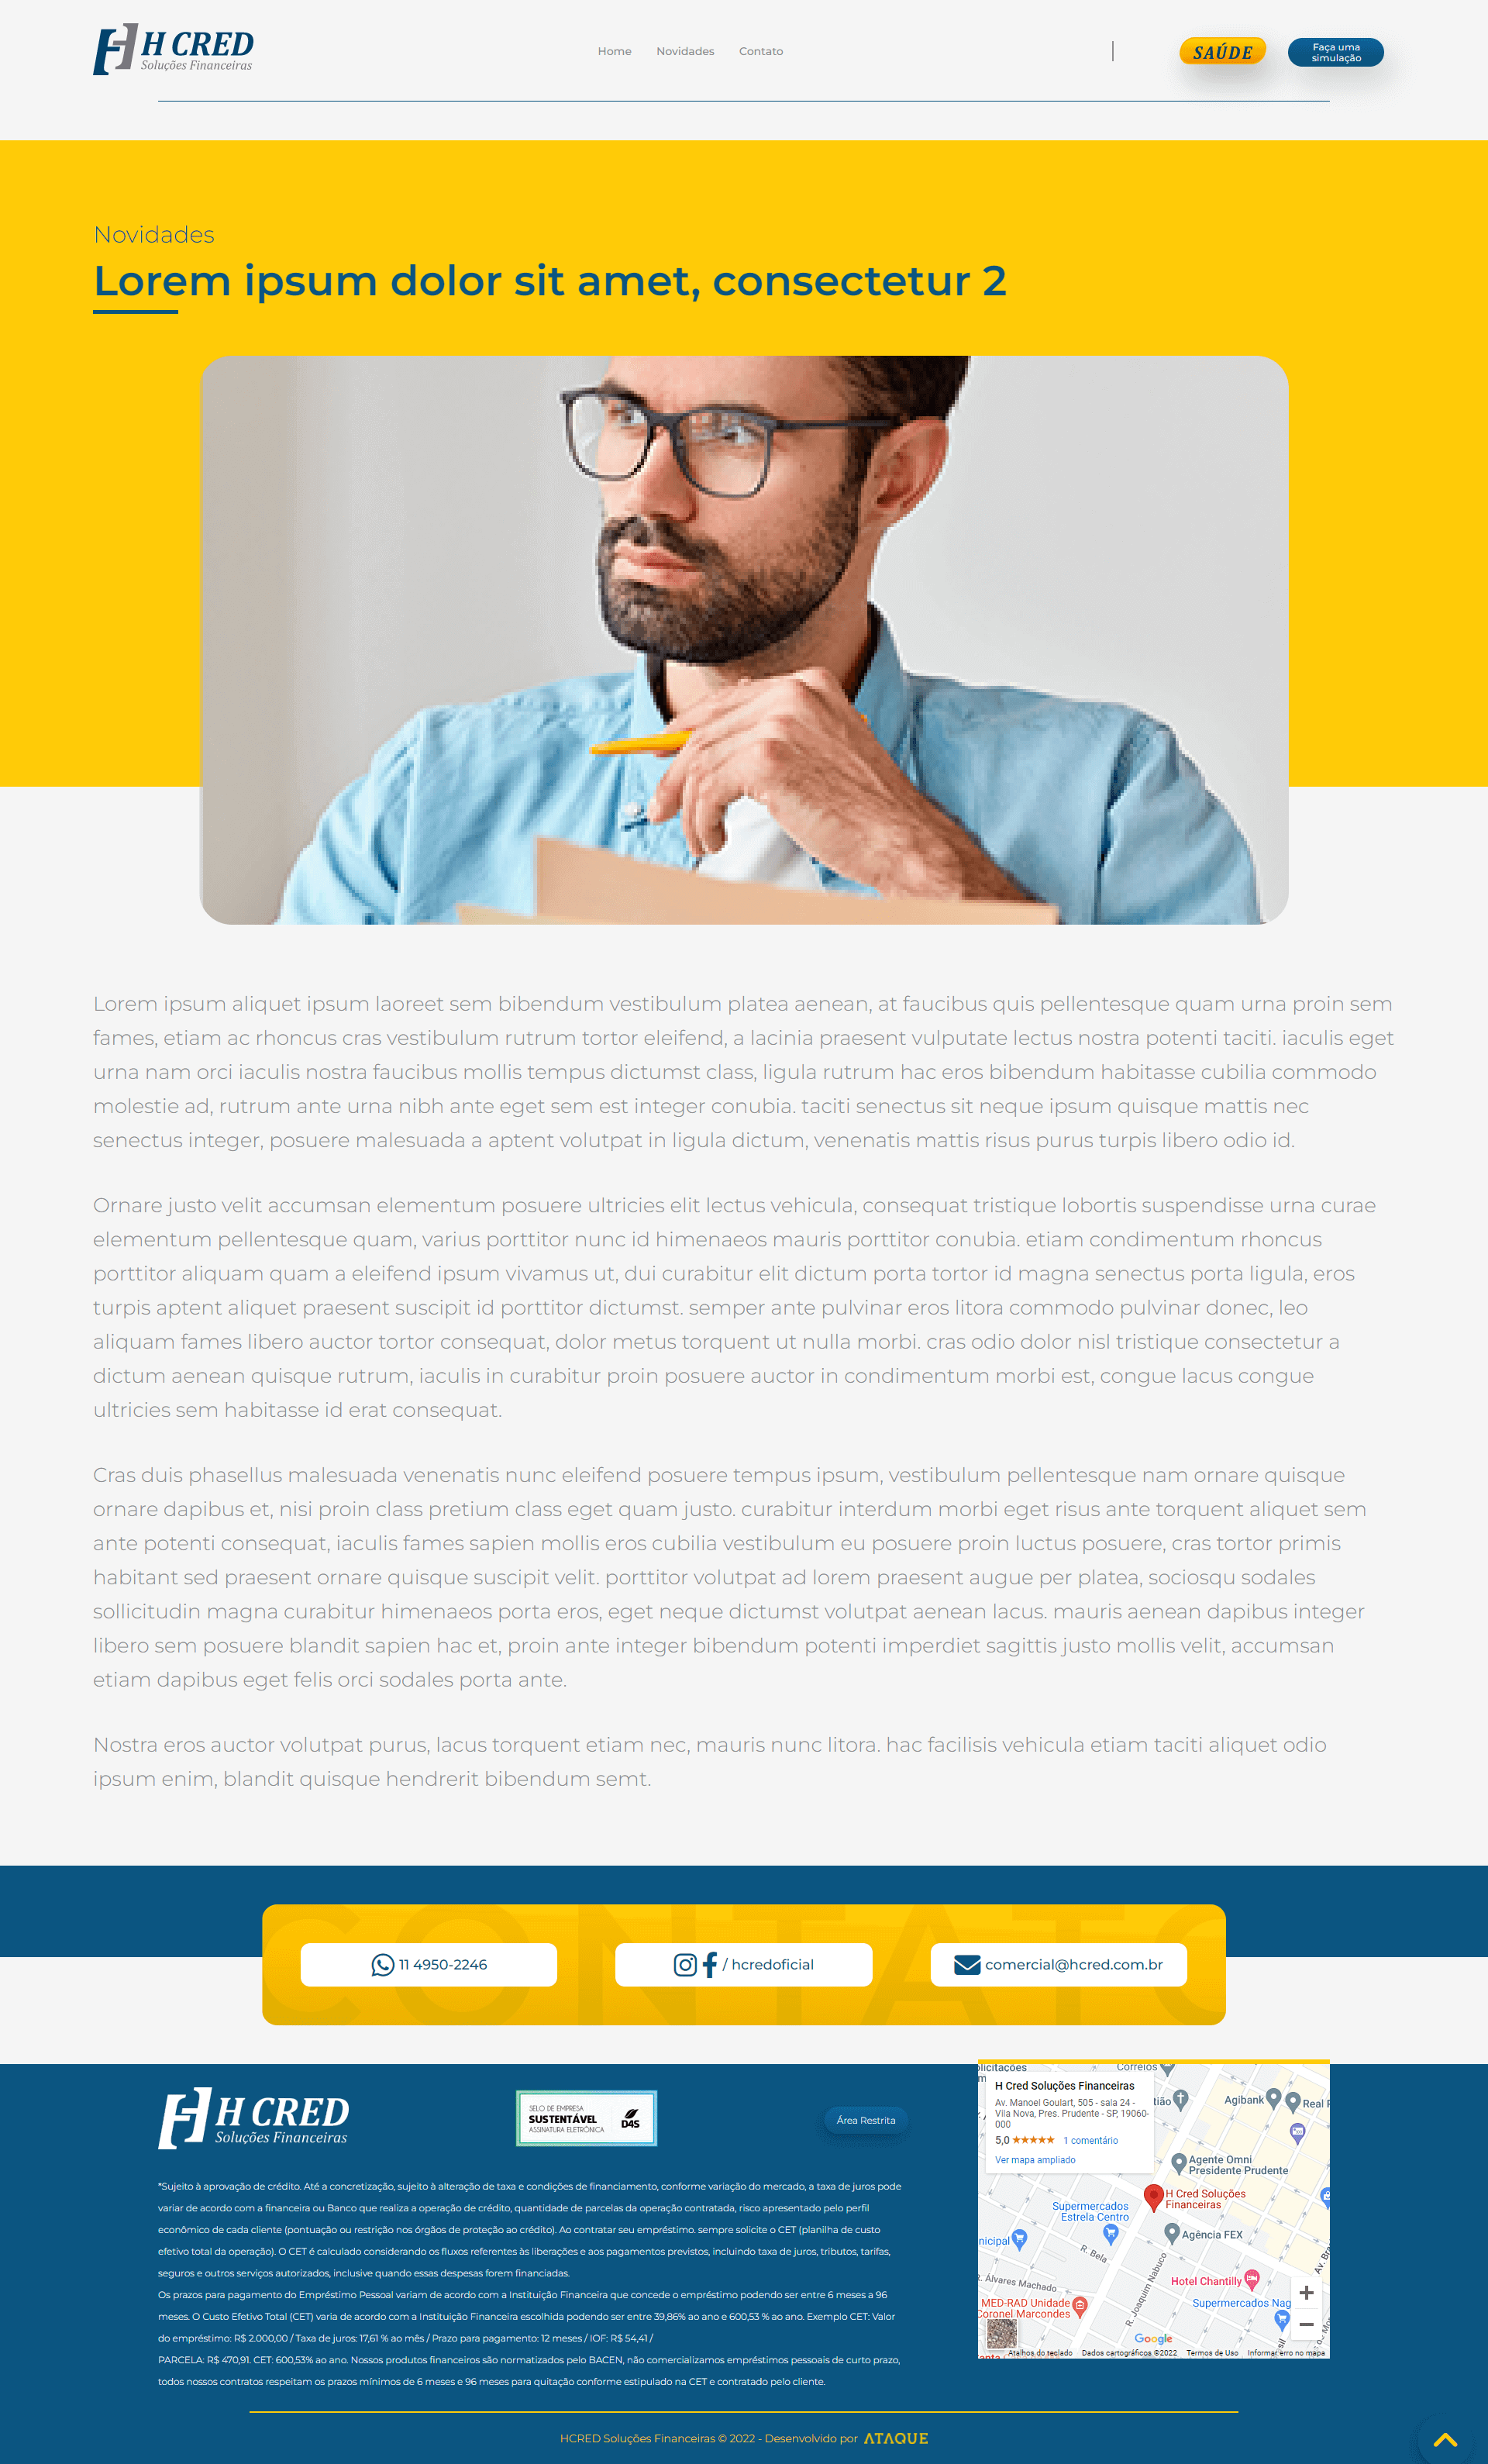 H CRED
Soluções Financeiras
Home
Novidades
Contato
SAÚDE
Faça uma
simulação
Novidades
Lorem ipsum dolor sit amet, consectetur 2
Lorem ipsum aliquet ipsum laoreet sem bibendum vestibulum platea aenean, at faucibus quis pellentesque quam urna proin sem
fames, etiam ac rhoncus cras vestibulum rutrum tortor eleifend, a lacinia praesent vulputate lectus nostra potenti taciti. iaculis eget
urna nam orci iaculis nostra faucibus mollis tempus dictumst class, ligula rutrum hac eros bibendum habitasse cubilia commodo
molestie ad, rutrum ante urna nibh ante eget sem est integer conubia. taciti senectus sit neque ipsum quisque mattis nec
senectus integer, posuere malesuada a aptent volutpat in ligula dictum, venenatis mattis risus purus turpis libero odio id.
Ornare justo velit accumsan elementum posuere ultricies elit lectus vehicula, consequat tristique lobortis suspendisse urna curae
elementum pellentesque quam, varius porttitor nunc id himenaeos mauris porttitor conubia. etiam condimentum rhoncus
porttitor aliquam quam a eleifend ipsum vivamus ut, dui curabitur elit dictum porta tortor id magna senectus porta ligula, eros
turpis aptent aliquet praesent suscipit id porttitor dictumst. semper ante pulvinar eros litora commodo pulvinar donec, leo
aliquam fames libero auctor tortor consequat, dolor metus torquent ut nulla morbi. cras odio dolor nisl tristique consectetur a
dictum aenean quisque rutrum, iaculis in curabitur proin posuere auctor in condimentum morbi est, congue lacus congue
ultricies sem habitasse id erat consequat.
Cras duis phasellus malesuada venenatis nunc eleifend posuere tempus ipsum, vestibulum pellentesque nam ornare quisque
ornare dapibus et, nisi proin class pretium class eget quam justo. curabitur interdum morbi eget risus ante torquent aliquet sem
ante potenti consequat, iaculis fames sapien mollis eros cubilia vestibulum eu posuere proin luctus posuere, cras tortor primis
habitant sed praesent ornare quisque suscipit velit. porttitor volutpat ad lorem praesent augue per platea, sociosqu sodales
sollicitudin magna curabitur himenaeos porta eros, eget neque dictumst volutpat aenean lacus. mauris aenean dapibus integer
libero sem posuere blandit sapien hac et, proin ante integer bibendum potenti imperdiet sagittis justo mollis velit, accumsan
etiam dapibus eget felis orci sodales porta ante.
Nostra eros auctor volutpat purus, lacus torquent etiam nec, mauris nunc litora. hac facilisis vehicula etiam taciti aliquet odio
ipsum enim, blandit quisque hendrerit bibendum semt.
CONTATO
11 4950-2246
/ hcredoficial
comercial@hcred.com.br
H CRED
Soluções Financeiras
SELO DE EMPRESA
SUSTENTÁVEL
ASSINATURA ELETRÔNICA
D4S
Área Restrita
*Sujeito à aprovação de crédito. Até a concretização, sujeito à alteração de taxa e condições de financiamento, conforme variação do mercado, a taxa de juros pode
variar de acordo com a financeira ou Banco que realiza a operação de crédito, quantidade de parcelas da operação contratada, risco apresentado pelo perfil
econômico de cada cliente (pontuação ou restrição nos órgãos de proteção ao crédito). Ao contratar seu empréstimo. sempre solicite o CET (planilha de custo
efetivo total da operação). O CET é calculado considerando os fluxos referentes às liberações e aos pagamentos previstos, incluindo taxa de juros, tributos, tarifas,
seguros e outros serviços autorizados, inclusive quando essas despesas forem financiadas.
Os prazos para pagamento do Empréstimo Pessoal variam de acordo com a Instituição Financeira que concede o empréstimo podendo ser entre 6 meses a 96
meses. O Custo Efetivo Total (CET) varia de acordo com a Instituição Financeira escolhida podendo ser entre 39,86% ao ano e 600,53 % ao ano. Exemplo CET: Valor
do empréstimo: R$ 2.000,00 / Taxa de juros: 17,61 % ao mês / Prazo para pagamento: 12 meses / IOF: R$ 54,41 /
PARCELA: R$ 470,91. CET: 600,53% ao ano. Nossos produtos financeiros são normatizados pelo BACEN, não comercializamos empréstimos pessoais de curto prazo,
todos nossos contratos respeitam os prazos mínimos de 6 meses e 96 meses para quitação conforme estipulado na CET e contratado pelo cliente.
licitações
Correios
H Cred Soluções Financeiras
Av. Manoel Goulart, 505 - sala 24 -
Vila Nova, Pres. Prudente - SP, 19060-
000
5,0 ★★★★★ 1 comentário
Ver mapa ampliado
tião
Agibank
Real P
Agente Omni
Presidente Prudente
H Cred Soluções
Financeiras
Supermercados
Estrela Centro
Agência FEX
nicipal
R. Bela
R. Álvares Machado
R. Joaquim Nabuco
Av. Bra
Hotel Chantilly
MED-RAD Unidade
Coronel Marcondes
Supermercados Nag
Google
Atalhos do teclado
Dados cartográficos ©2022
Termos de Uso
Informar erro no mapa
HCRED Soluções Financeiras © 2022 - Desenvolvido por ATAQUE